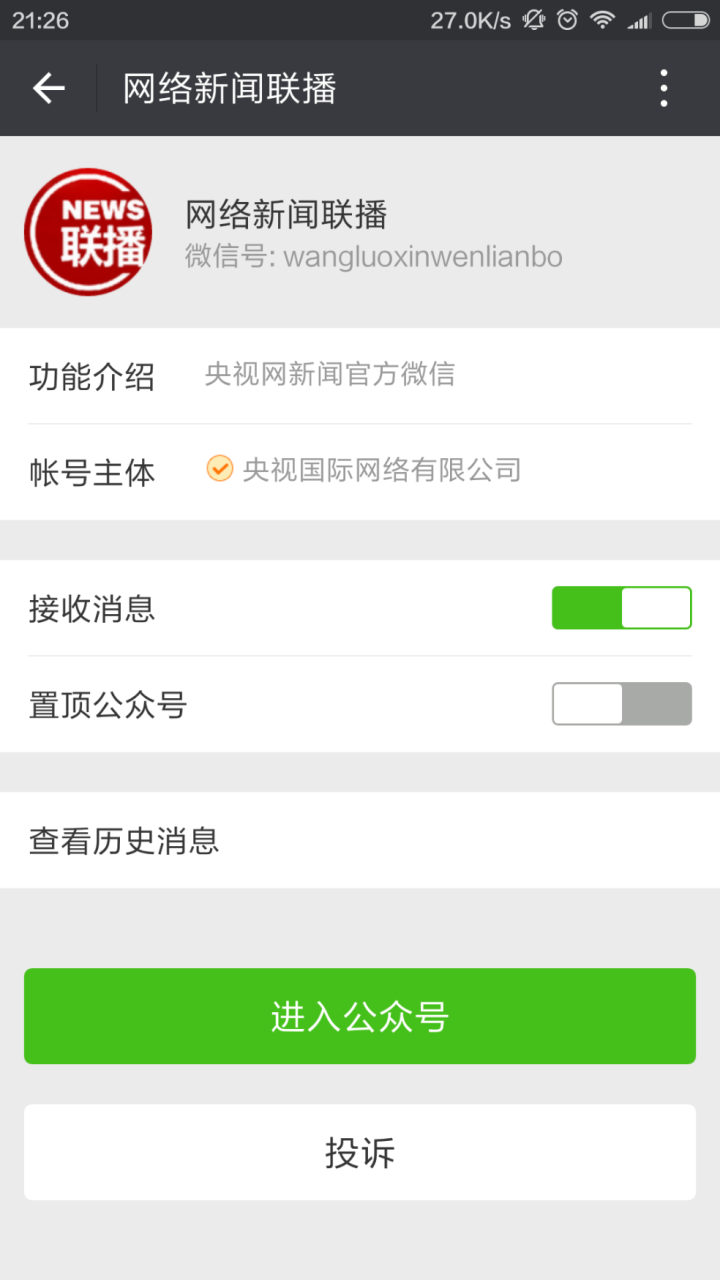 21:26 27.0K/s
网络新闻联播
NEWS
联播
网络新闻联播
微信号: wangluoxinwenlianbo
功能介绍 央视网新闻官方微信
帐号主体 央视国际网络有限公司
接收消息
置顶公众号
查看历史消息
进入公众号
投诉